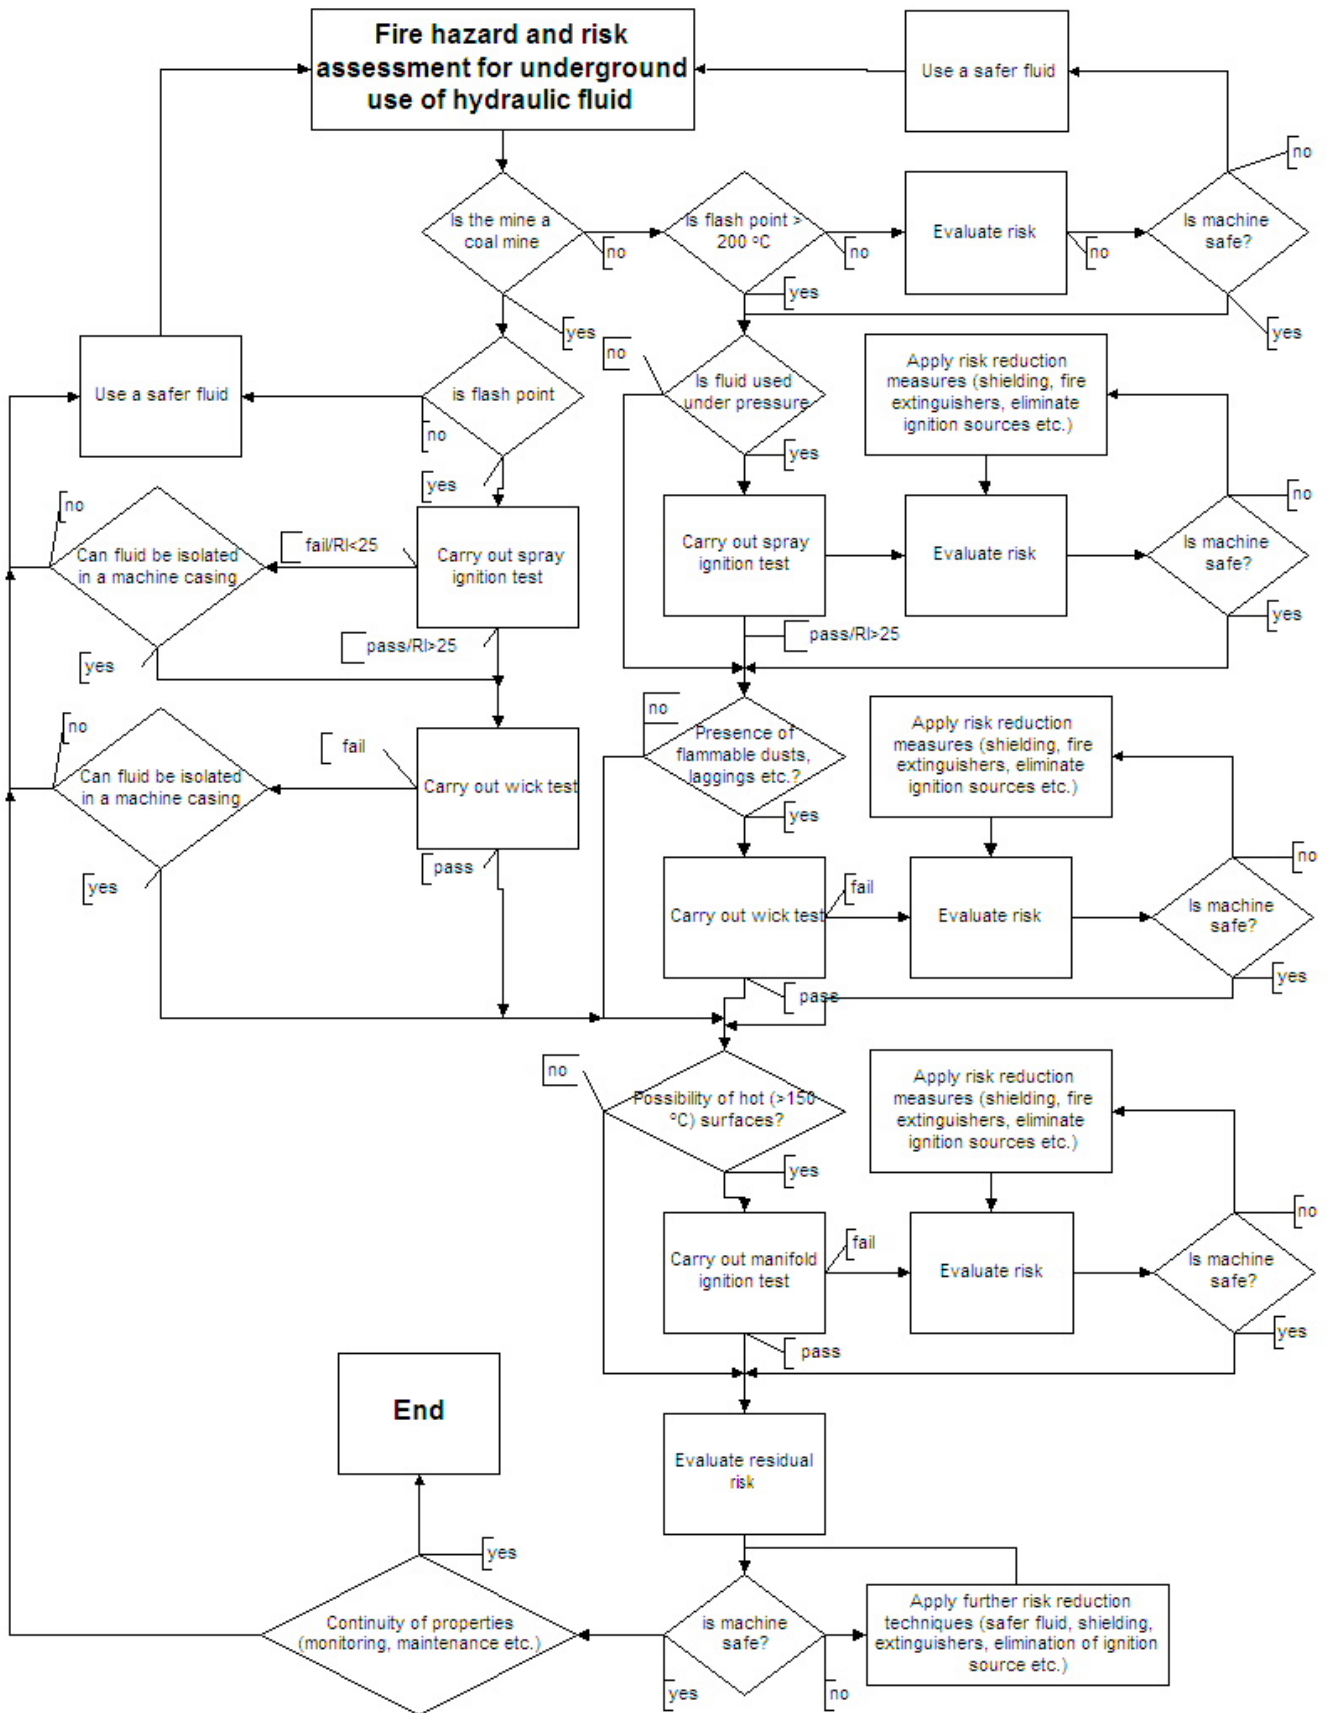 Fire hazard and risk
assessment for underground
use of hydraulic fluid
Use a safer fluid
no
Is the mine a
coal mine
no
Is flash point >
200 ºC
no
Evaluate risk
no
Is machine
safe?
yes
yes
yes
no
Use a safer fluid
is flash point
no
yes
Is fluid used
under pressure
yes
Apply risk reduction
measures (shielding, fire
extinguishers, eliminate
ignition sources etc.)
no
Can fluid be isolated
in a machine casing
fail/RI<25
Carry out spray
ignition test
pass/RI>25
yes
Carry out spray
ignition test
Evaluate risk
Is machine
safe?
no
yes
pass/RI>25
no
Can fluid be isolated
in a machine casing
fail
Carry out wick test
pass
yes
no
Presence of
flammable dusts,
laggings etc.?
yes
Apply risk reduction
measures (shielding, fire
extinguishers, eliminate
ignition sources etc.)
Carry out wick test
fail
Evaluate risk
Is machine
safe?
no
yes
pass
no
Possibility of hot (>150
ºC) surfaces?
yes
Apply risk reduction
measures (shielding, fire
extinguishers, eliminate
ignition sources etc.)
Carry out manifold
ignition test
fail
Evaluate risk
Is machine
safe?
no
yes
pass
End
Evaluate residual
risk
yes
Continuity of properties
(monitoring, maintenance etc.)
is machine
safe?
yes
no
Apply further risk reduction
techniques (safer fluid, shielding,
extinguishers, elimination of ignition
source etc.)